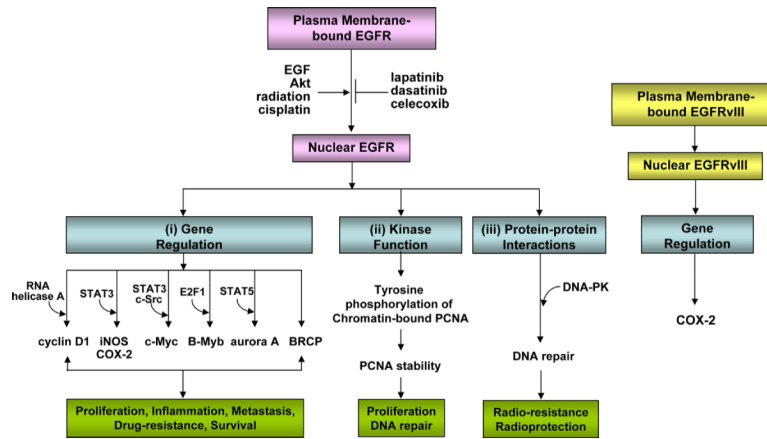 Plasma Membrane-
bound EGFR
EGF
Akt
radiation
cisplatin
lapatinib
dasatinib
celecoxib
Nuclear EGFR
Plasma Membrane-
bound EGFRvIII
Nuclear EGFRvIII
(i) Gene
Regulation
(ii) Kinase
Function
(iii) Protein-protein
Interactions
Gene
Regulation
RNA
helicase A
STAT3
STAT3
c-Src
E2F1
STAT5
cyclin D1
iNOS
COX-2
c-Myc
B-Myb
aurora A
BRCP
Tyrosine
phosphorylation of
Chromatin-bound PCNA
PCNA stability
DNA-PK
DNA repair
COX-2
Proliferation, Inflammation, Metastasis,
Drug-resistance, Survival
Proliferation
DNA repair
Radio-resistance
Radioprotection